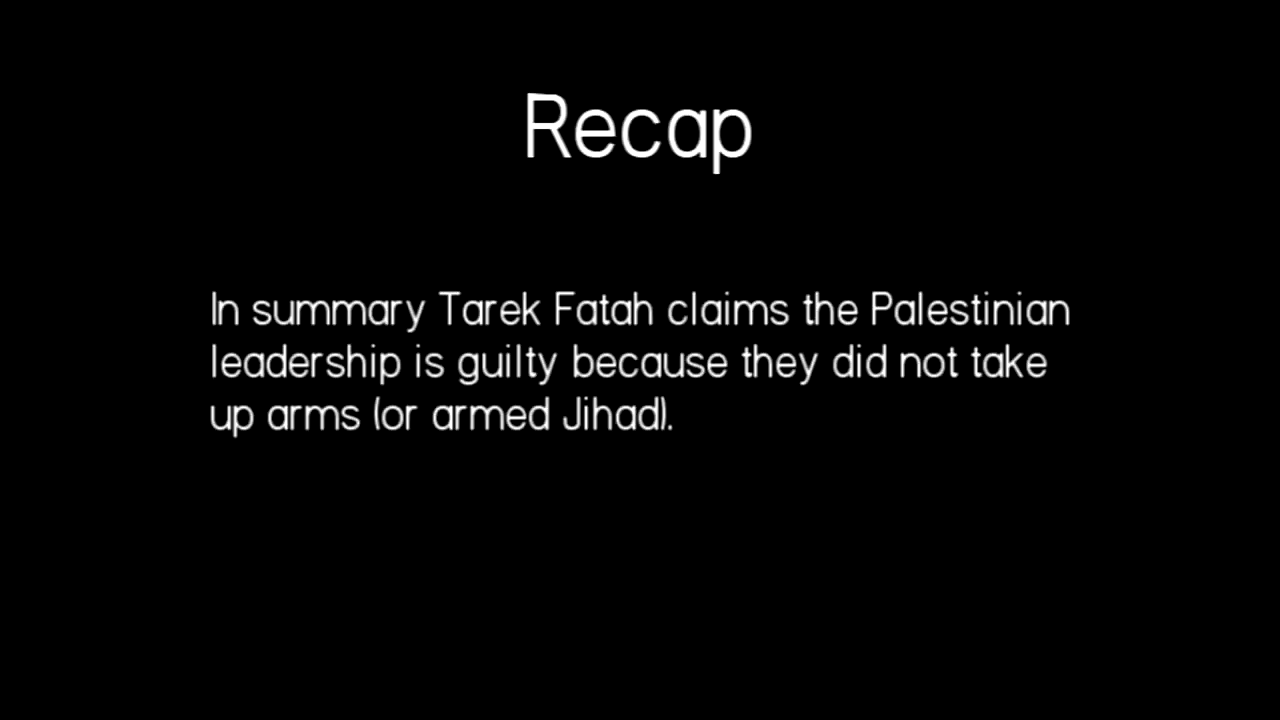 Recap
In summary Tarek Fatah claims the Palestinian
leadership is guilty because they did not take
up arms (or armed Jihad).